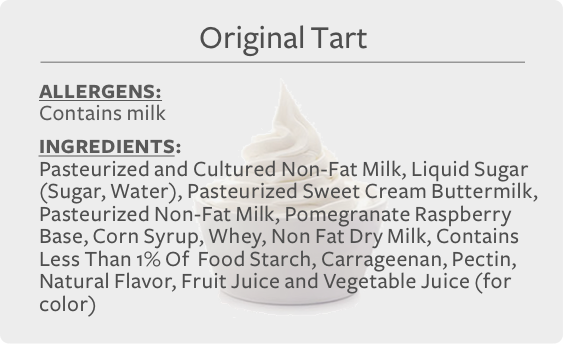 Original Tart
ALLERGENS:
Contains milk
INGREDIENTS:
Pasteurized and Cultured Non-Fat Milk, Liquid Sugar
(Sugar, Water), Pasteurized Sweet Cream Buttermilk,
Pasteurized Non-Fat Milk, Pomegranate Raspberry
Base, Corn Syrup, Whey, Non Fat Dry Milk, Contains
Less Than 1% Of Food Starch, Carrageenan, Pectin,
Natural Flavor, Fruit Juice and Vegetable Juice (for
color)